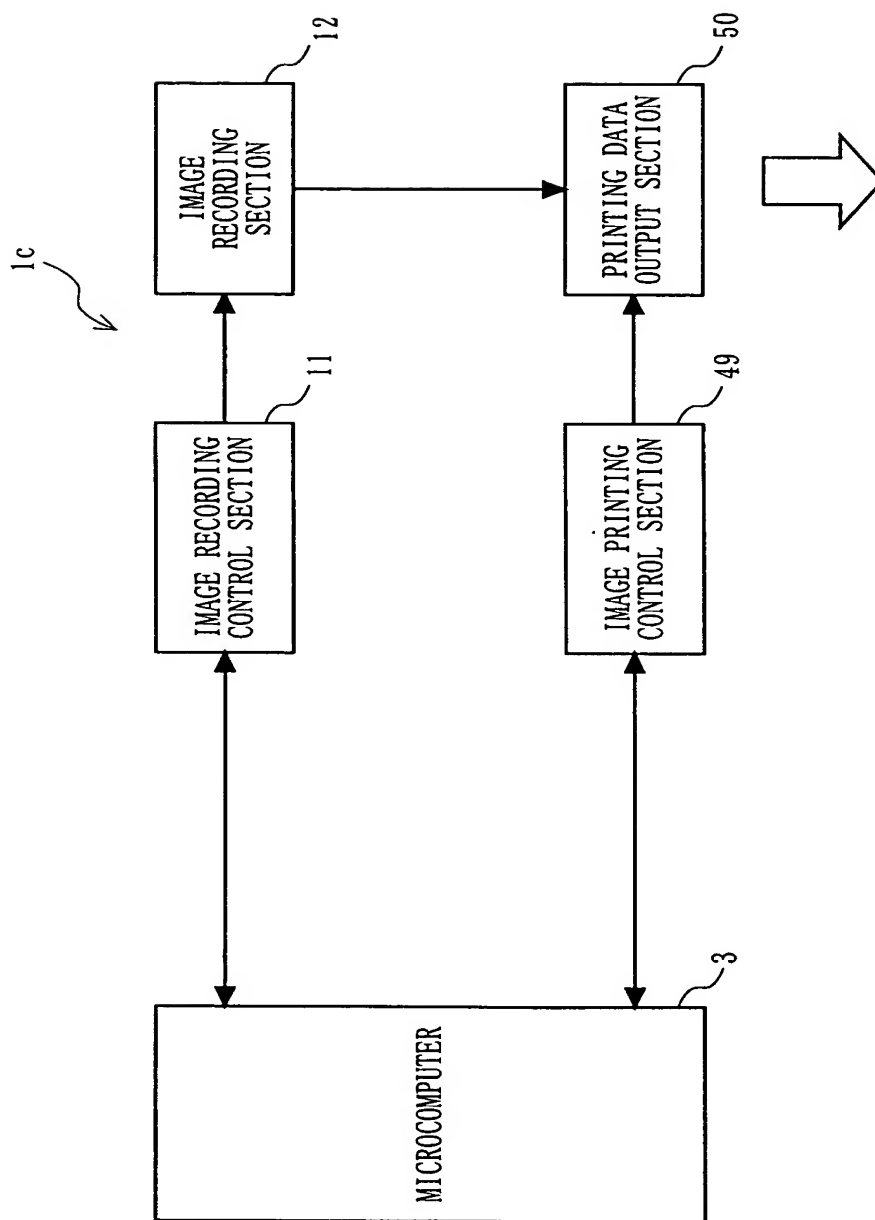 1c
12
IMAGE
RECORDING
SECTION
11
IMAGE RECORDING
CONTROL SECTION
50
PRINTING DATA
OUTPUT SECTION
49
IMAGE PRINTING
CONTROL SECTION
3
MICROCOMPUTER